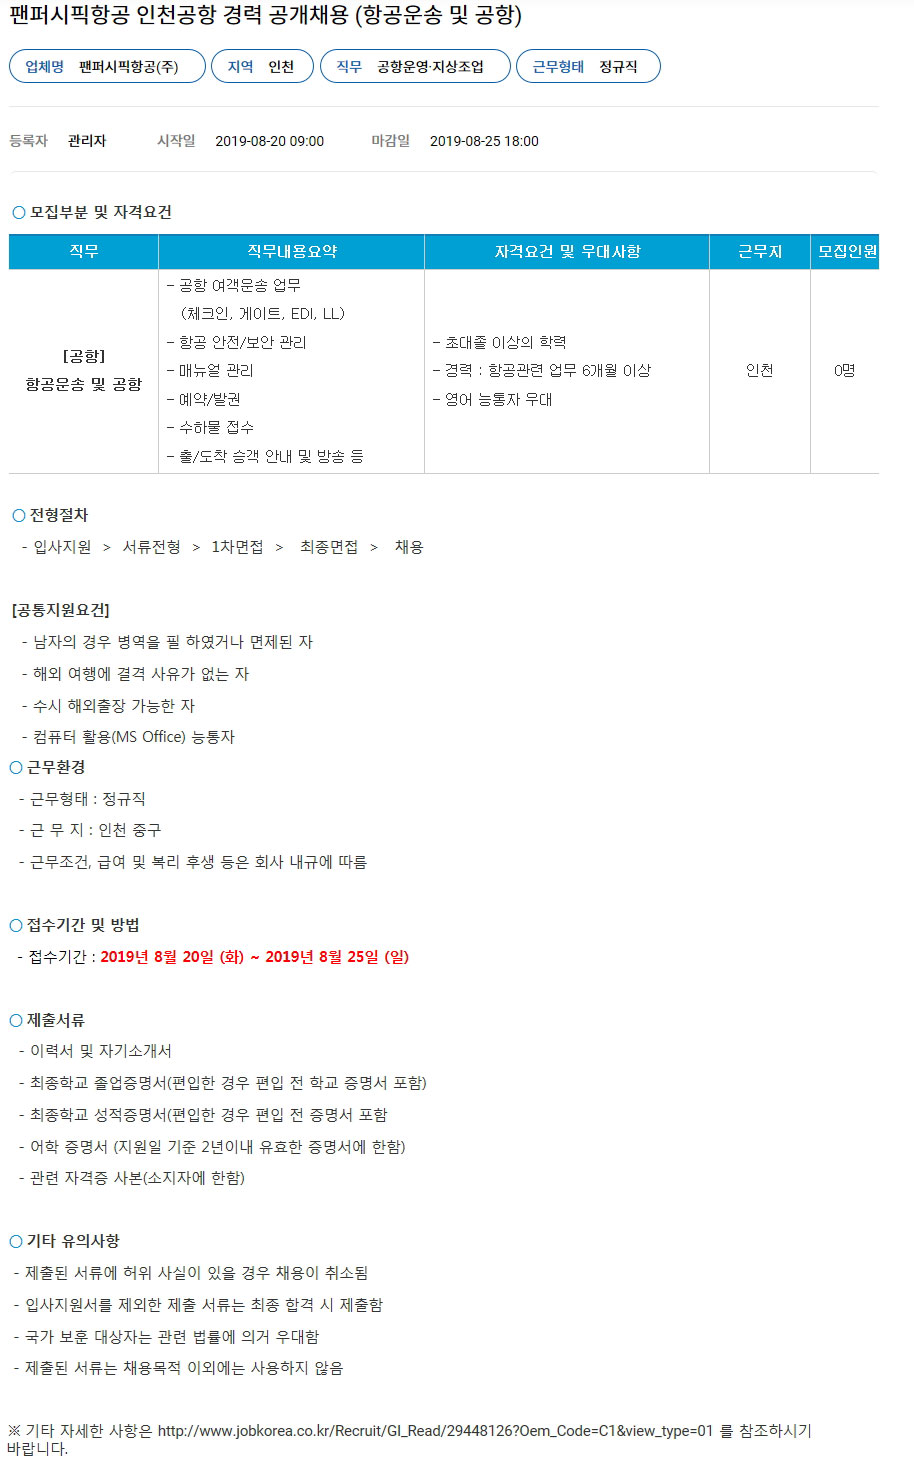 팬퍼시픽항공 인천공항 경력 공개채용 (항공운송 및 공항)
업체명 팬퍼시픽항공(주) 지역 인천 직무 공항운영·지상조업 근무형태 정규직
등록자 관리자 시작일 2019-08-20 09:00 마감일 2019-08-25 18:00
○ 모집부분 및 자격요건
직무 직무내용요약 자격요건 및 우대사항 근무지 모집인원
[공항]
항공운송 및 공항
- 공항 여객운송 업무
(체크인, 게이트, EDI, LL)
- 항공 안전/보안 관리
- 매뉴얼 관리
- 예약/발권
- 수하물 접수
- 출/도착 승객 안내 및 방송 등
- 초대졸 이상의 학력
- 경력 : 항공관련 업무 6개월 이상
- 영어 능통자 우대
인천
0명
○ 전형절차
- 입사지원 > 서류전형 > 1차면접 > 최종면접 > 채용
[공통지원요건]
- 남자의 경우 병역을 필 하였거나 면제된 자
- 해외 여행에 결격 사유가 없는 자
- 수시 해외출장 가능한 자
- 컴퓨터 활용(MS Office) 능통자
○ 근무환경
- 근무형태 : 정규직
- 근 무 지 : 인천 중구
- 근무조건, 급여 및 복리 후생 등은 회사 내규에 따름
○ 접수기간 및 방법
- 접수기간 : 2019년 8월 20일 (화) ~ 2019년 8월 25일 (일)
○ 제출서류
- 이력서 및 자기소개서
- 최종학교 졸업증명서(편입한 경우 편입 전 학교 증명서 포함)
- 최종학교 성적증명서(편입한 경우 편입 전 증명서 포함
- 어학 증명서 (지원일 기준 2년이내 유효한 증명서에 한함)
- 관련 자격증 사본(소지자에 한함)
○ 기타 유의사항
- 제출된 서류에 허위 사실이 있을 경우 채용이 취소됨
- 입사지원서를 제외한 제출 서류는 최종 합격 시 제출함
- 국가 보훈 대상자는 관련 법률에 의거 우대함
- 제출된 서류는 채용목적 이외에는 사용하지 않음
※ 기타 자세한 사항은 http://www.jobkorea.co.kr/Recruit/GI_Read/29448126?Oem_Code=C1&view_type=01 를 참조하시기
바랍니다.